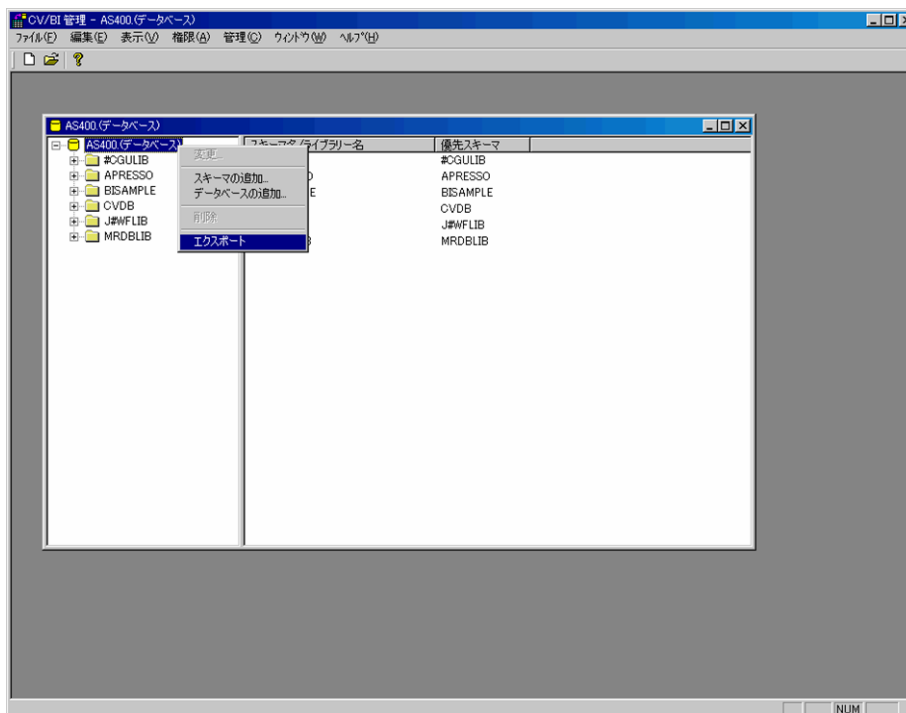 CV/BI 管理 - AS400.(データベース)
ファイル(F) 編集(E) 表示(V) 権限(A) 管理(C) ウィンドウ(W) ヘルプ(H)
AS400.(データベース)
AS400.(データベース) スキーマ名/ライブラリー名 優先スキーマ
#CGULIB #CGULIB
APRESSO APRESSO
BISAMPLE BISAMPLE
CVDB CVDB
J#WFLIB J#WFLIB
MRDBLIB MRDBLIB
変更...
スキーマの追加...
データベースの追加...
削除
エクスポート
NUM